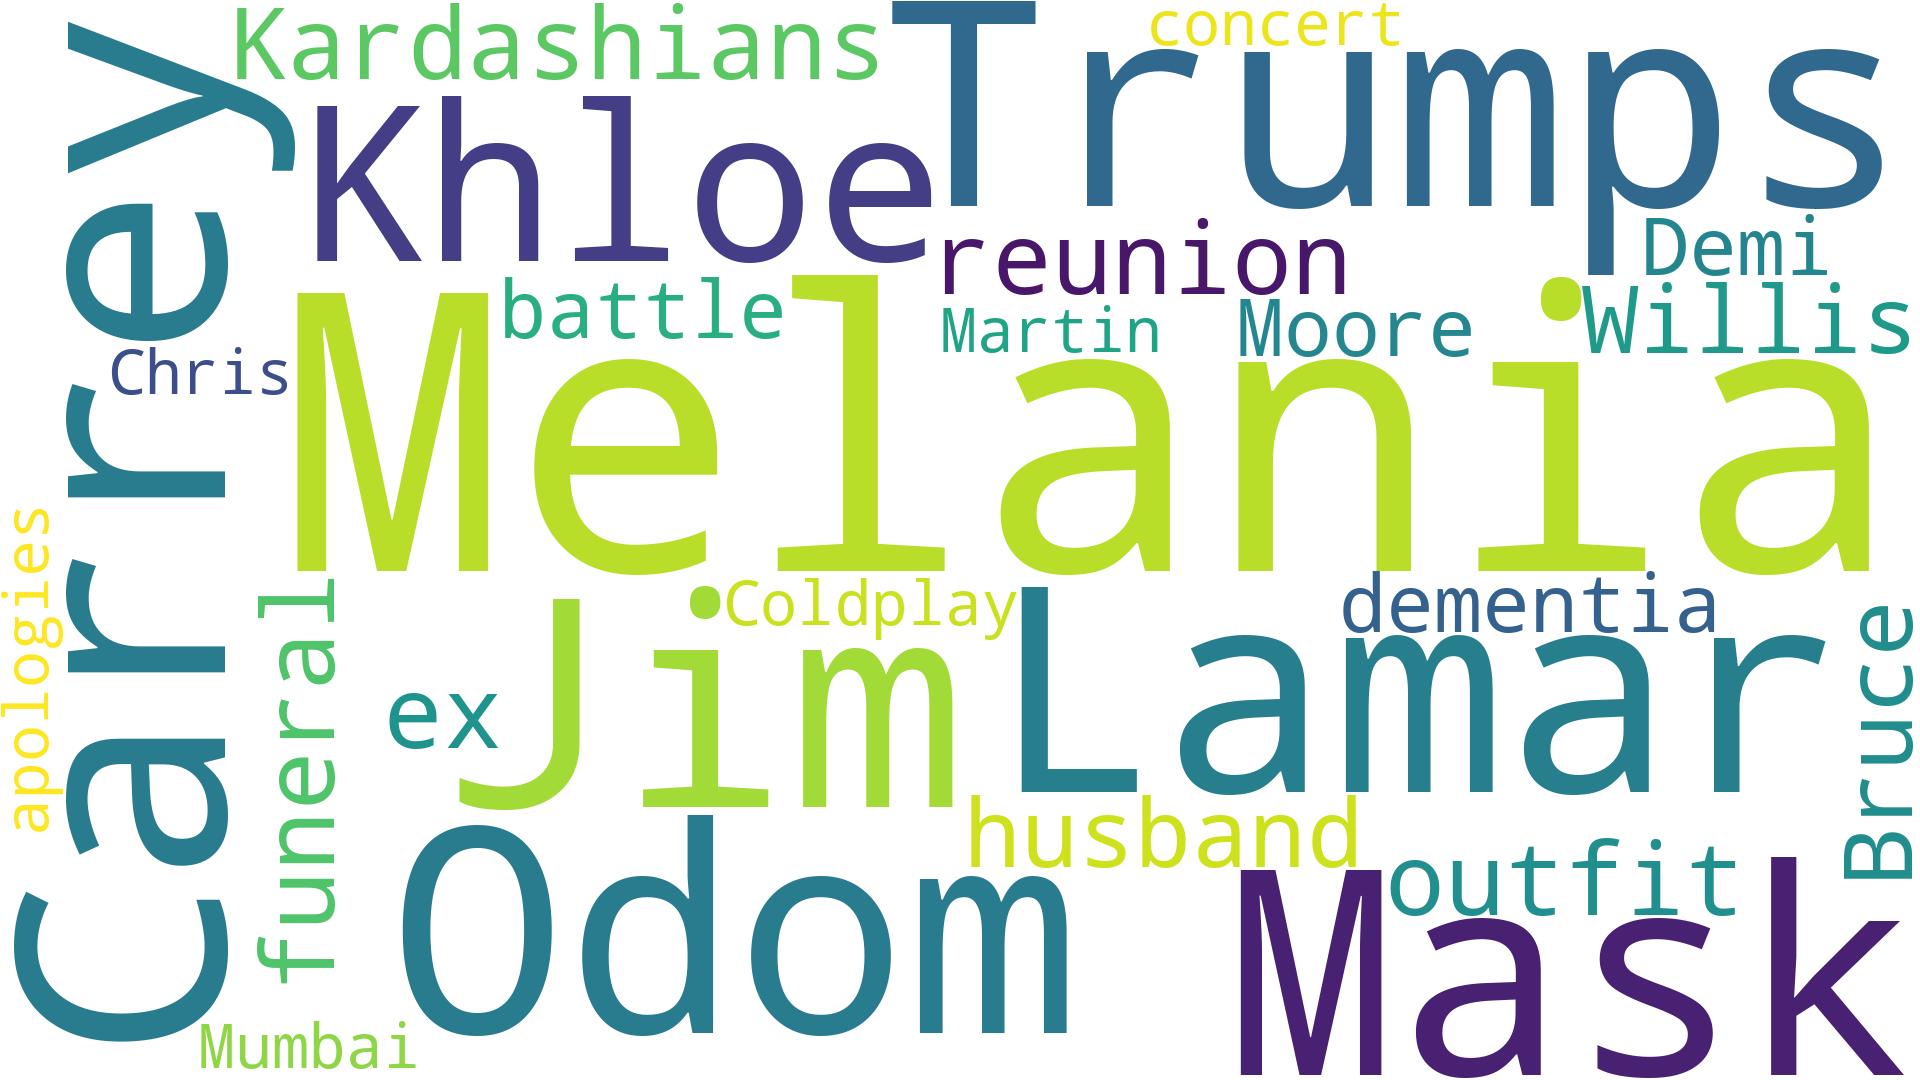 concert
Kardashians
Trumps
Khloe
Carrey
reunion
Demi
battle
Martin
Moore
Willis
Chris
Melania
apologies
funeral
Coldplay
dementia
Jim
Lamar
ex
Bruce
husband
outfit
Odom
Mask
Mumbai